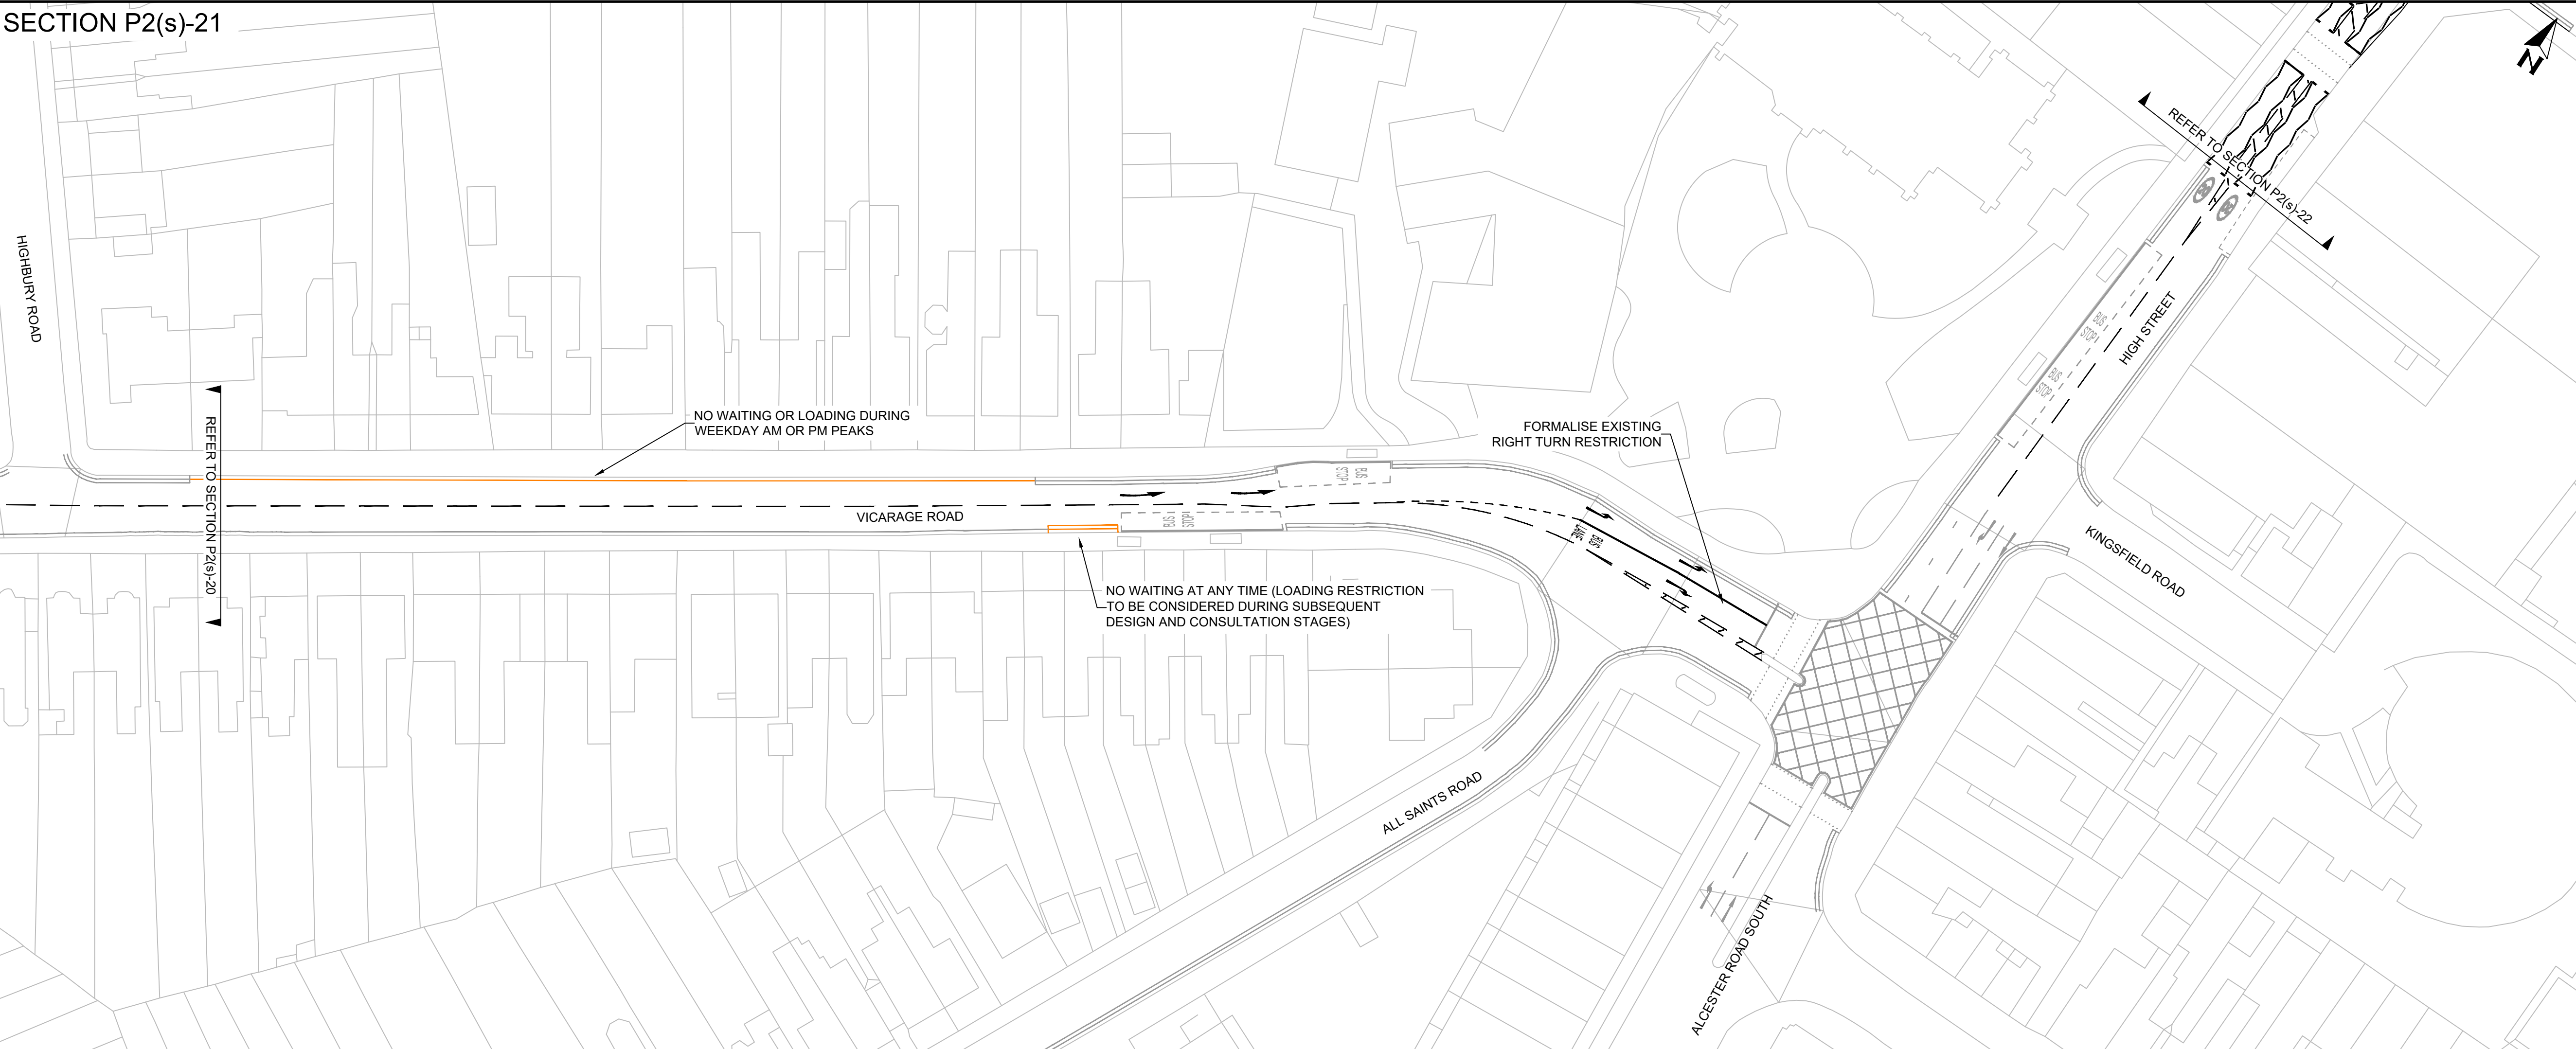 SECTION P2(s)-21
N
REFER TO SECTION P2(s)-22
HIGHBURY ROAD
HIGH STREET
BUS
STOP
BUS
STOP
REFER TO SECTION P2(s)-20
NO WAITING OR LOADING DURING
WEEKDAY AM OR PM PEAKS
FORMALISE EXISTING
RIGHT TURN RESTRICTION
BUS
STOP
VICARAGE ROAD
BUS
STOP
BUS
LANE
KINGSFIELD ROAD
NO WAITING AT ANY TIME (LOADING RESTRICTION
TO BE CONSIDERED DURING SUBSEQUENT
DESIGN AND CONSULTATION STAGES)
ALL SAINTS ROAD
ALCESTER ROAD SOUTH